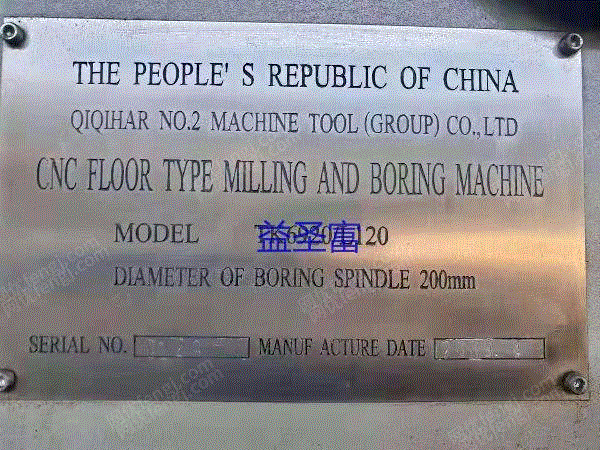 THE PEOPLE' S REPUBLIC OF CHINA
QIQIHAR NO.2 MACHINE TOOL (GROUP) CO., LTD
CNC FLOOR TYPE MILLING AND BORING MACHINE
MODEL
益圣富
DIAMETER OF BORING SPINDLE 200mm
SERIAL NO. MANUF ACTURE DATE